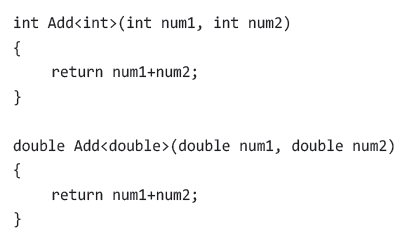 int Add<int>(int num1, int num2)
{
    return num1+num2;
}

double Add<double>(double num1, double num2)
{
    return num1+num2;
}